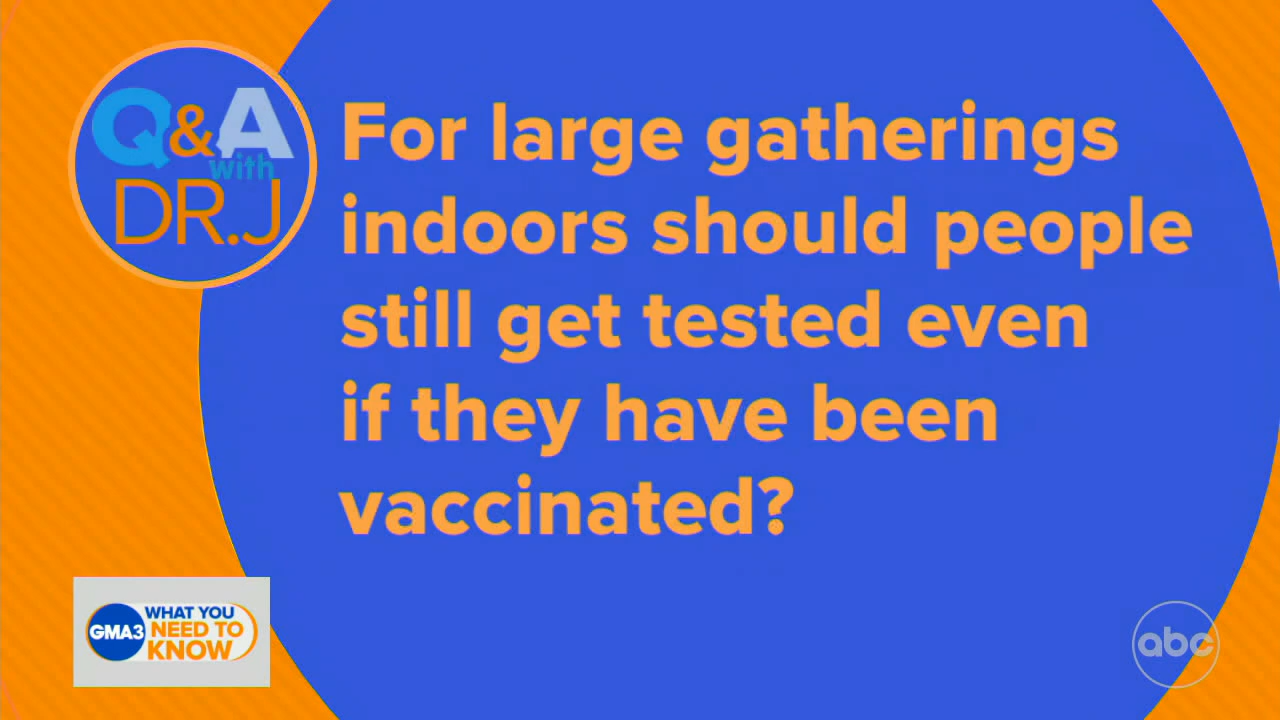 Q&A
with
DR.J
For large gatherings
indoors should people
still get tested even
if they have been
vaccinated?
GMA3
WHAT YOU
NEED TO
KNOW
abc